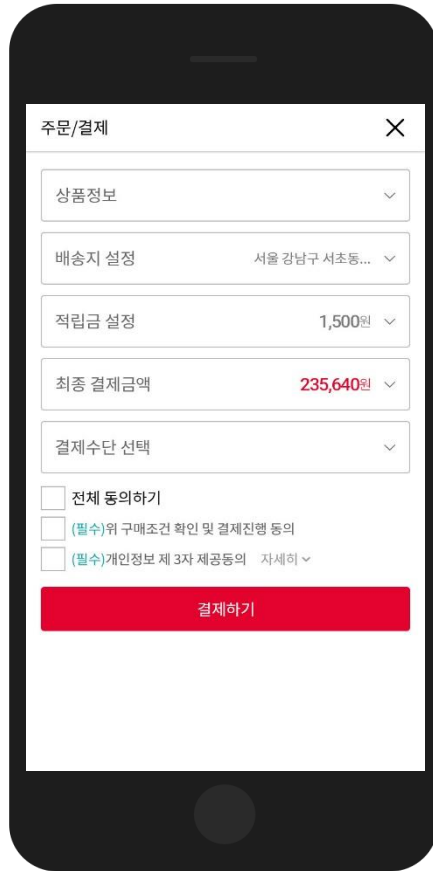 주문/결제
상품정보
배송지 설정 서울 강남구 서초동...
적립금 설정 1,500원
최종 결제금액 235,640원
결제수단 선택
전체 동의하기
(필수)위 구매조건 확인 및 결제진행 동의
(필수)개인정보 제 3자 제공동의 자세히
결제하기